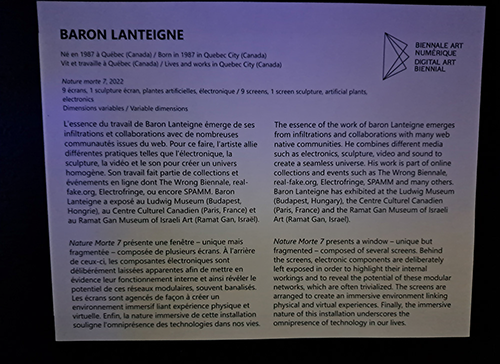 BARON LANTEIGNE
BIENNALE ART
NUMÉRIQUE
DIGITAL ART
BIENNIAL
Né en 1987 à Québec (Canada) / Born in 1987 in Quebec City (Canada)
Vit et travaille à Québec (Canada) / Lives and works in Quebec City (Canada)
Nature morte 7, 2022
9 écrans, 1 sculpture écran, plantes artificielles, électronique / 9 screens, 1 screen sculpture, artificial plants,
electronics
Dimensions variables / Variable dimensions
L'essence du travail de Baron Lanteigne émerge de ses
infiltrations et collaborations avec de nombreuses
communautés issues du web. Pour ce faire, l'artiste allie
différentes pratiques telles que l'électronique, la
sculpture, la vidéo et le son pour créer un univers
homogène. Son travail fait partie de collections et
évènements en ligne dont The Wrong Biennale, real-
fake.org, Electrofringe, ou encore SPAMM. Baron
Lanteigne a exposé au Ludwig Museum (Budapest,
Hongrie), au Centre Culturel Canadien (Paris, France) et
au Ramat Gan Museum of Israeli Art (Ramat Gan, Israël).
Nature Morte 7 présente une fenêtre – unique mais
fragmentée – composée de plusieurs écrans. À l'arrière
de ceux-ci, les composantes électroniques sont
délibérément laissées apparentes afin de mettre en
évidence leur fonctionnement interne et ainsi révéler le
potentiel de ces réseaux modulaires, souvent banalisés.
Les écrans sont agencés de façon à créer un
environnement immersif liant expérience physique et
virtuelle. Enfin, la nature immersive de cette installation
souligne l'omniprésence des technologies dans nos vies.
The essence of the work of baron Lanteigne emerges
from infiltrations and collaborations with many web
native communities. He combines different media
such as electronics, sculpture, video and sound to
create a seamless universe. His work is part of online
collections and events such as The Wrong Biennale,
real-fake.org, Electrofringe, SPAMM and many others.
Baron Lanteigne has exhibited at the Ludwig Museum
(Budapest, Hungary), the Centre Culturel Canadien
(Paris, France) and the Ramat Gan Museum of Israeli
Art (Ramat Gan, Israel).
Nature Morte 7 presents a window – unique but
fragmented – composed of several screens. Behind
the screens, electronic components are deliberately
left exposed in order to highlight their internal
workings and to reveal the potential of these modular
networks, which are often trivialized. The screens are
arranged to create an immersive environment linking
physical and virtual experiences. Finally, the immersive
nature of this installation underscores the
omnipresence of technology in our lives.